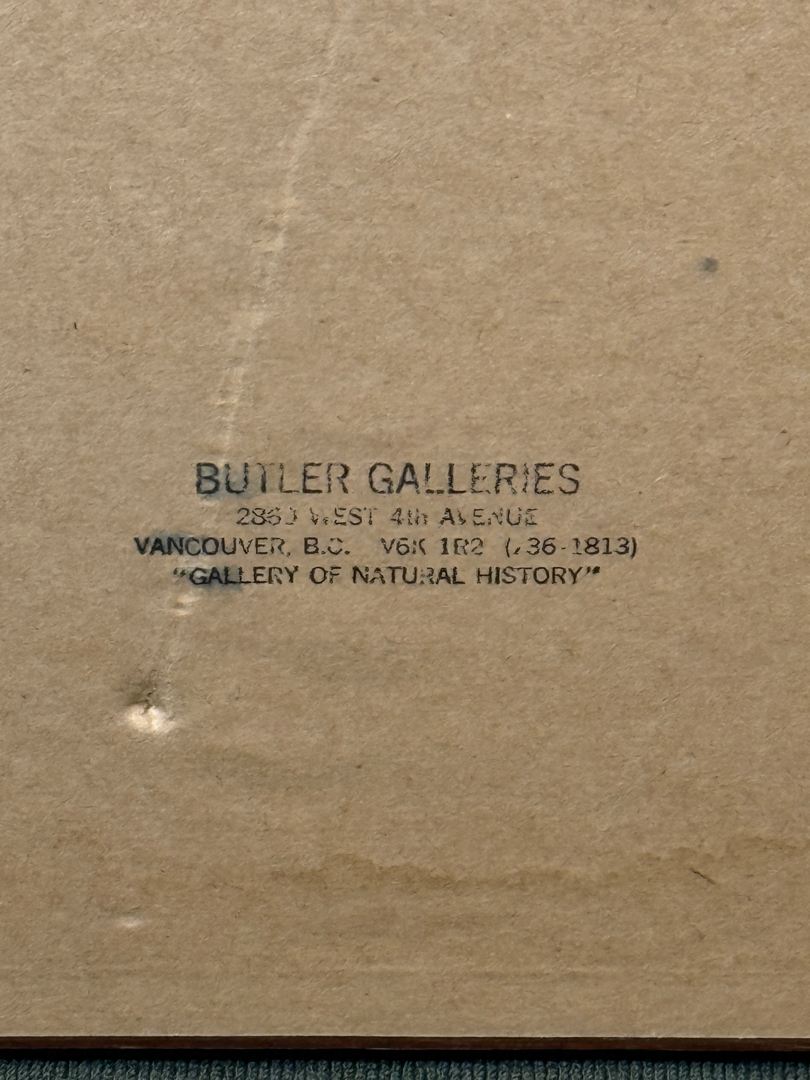 BUTLER GALLERIES
WEST 4th AVENUE
VANCOUVER, B.C. V6K 1R2
"GALLERY OF NATURAL HISTORY"